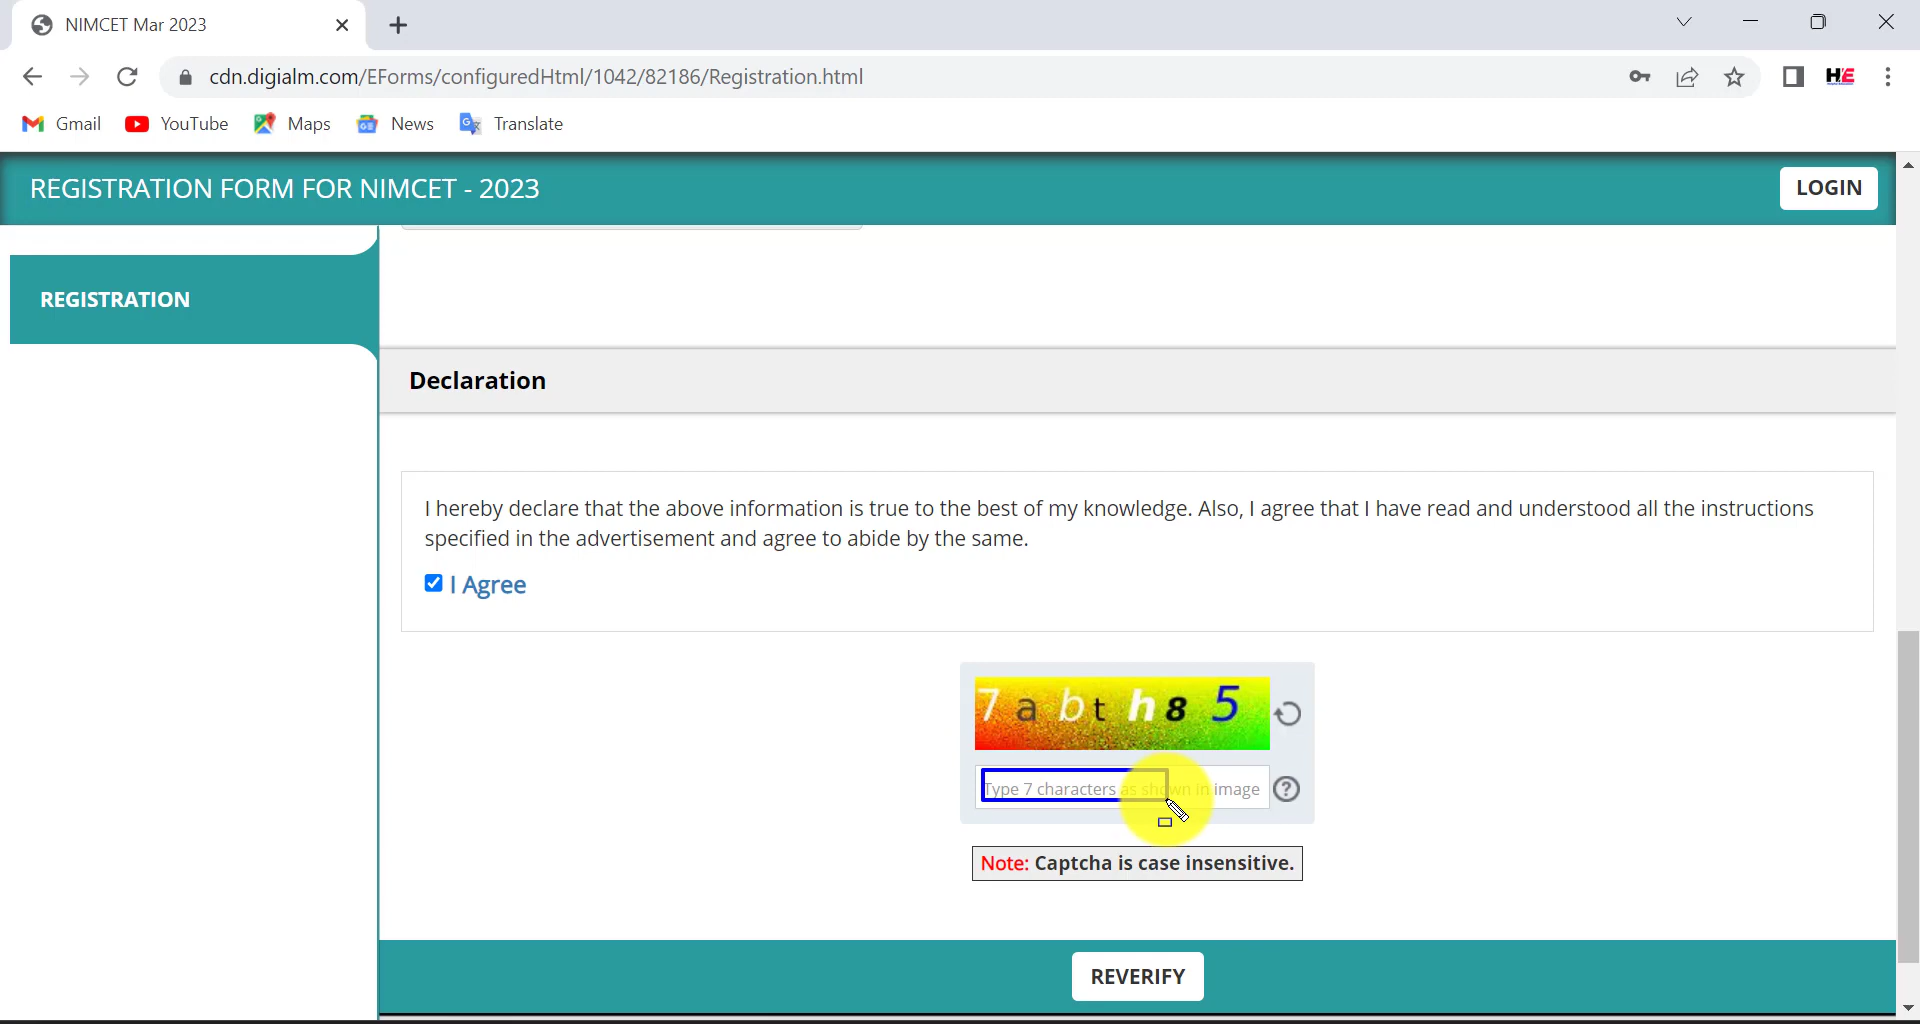 NIMCET Mar 2023
cdn.digialm.com/EForms/configuredHtml/1042/82186/Registration.html
H/E
Gmail YouTube Maps News Translate
REGISTRATION FORM FOR NIMCET - 2023
LOGIN
REGISTRATION
Declaration
I hereby declare that the above information is true to the best of my knowledge. Also, I agree that I have read and understood all the instructions
specified in the advertisement and agree to abide by the same.
I Agree
7 a b t h 8 5
Type 7 characters as shown in image
Note: Captcha is case insensitive.
REVERIFY